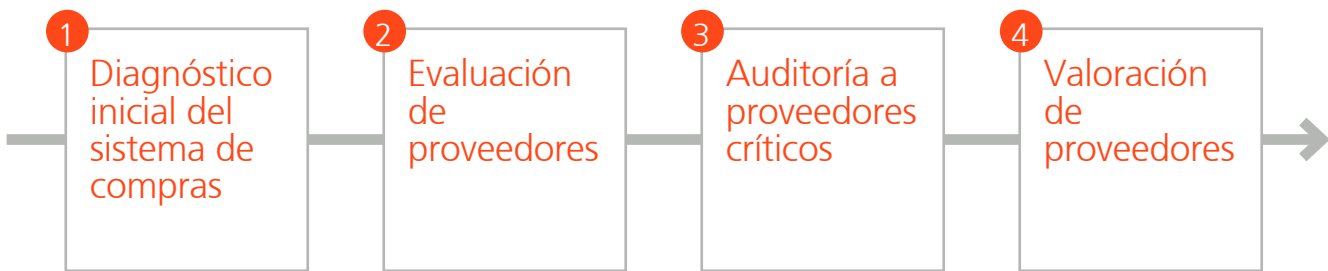 1
Diagnóstico
inicial del
sistema de
compras
2
Evaluación
de
proveedores
3
Auditoría a
proveedores
críticos
4
Valoración
de
proveedores